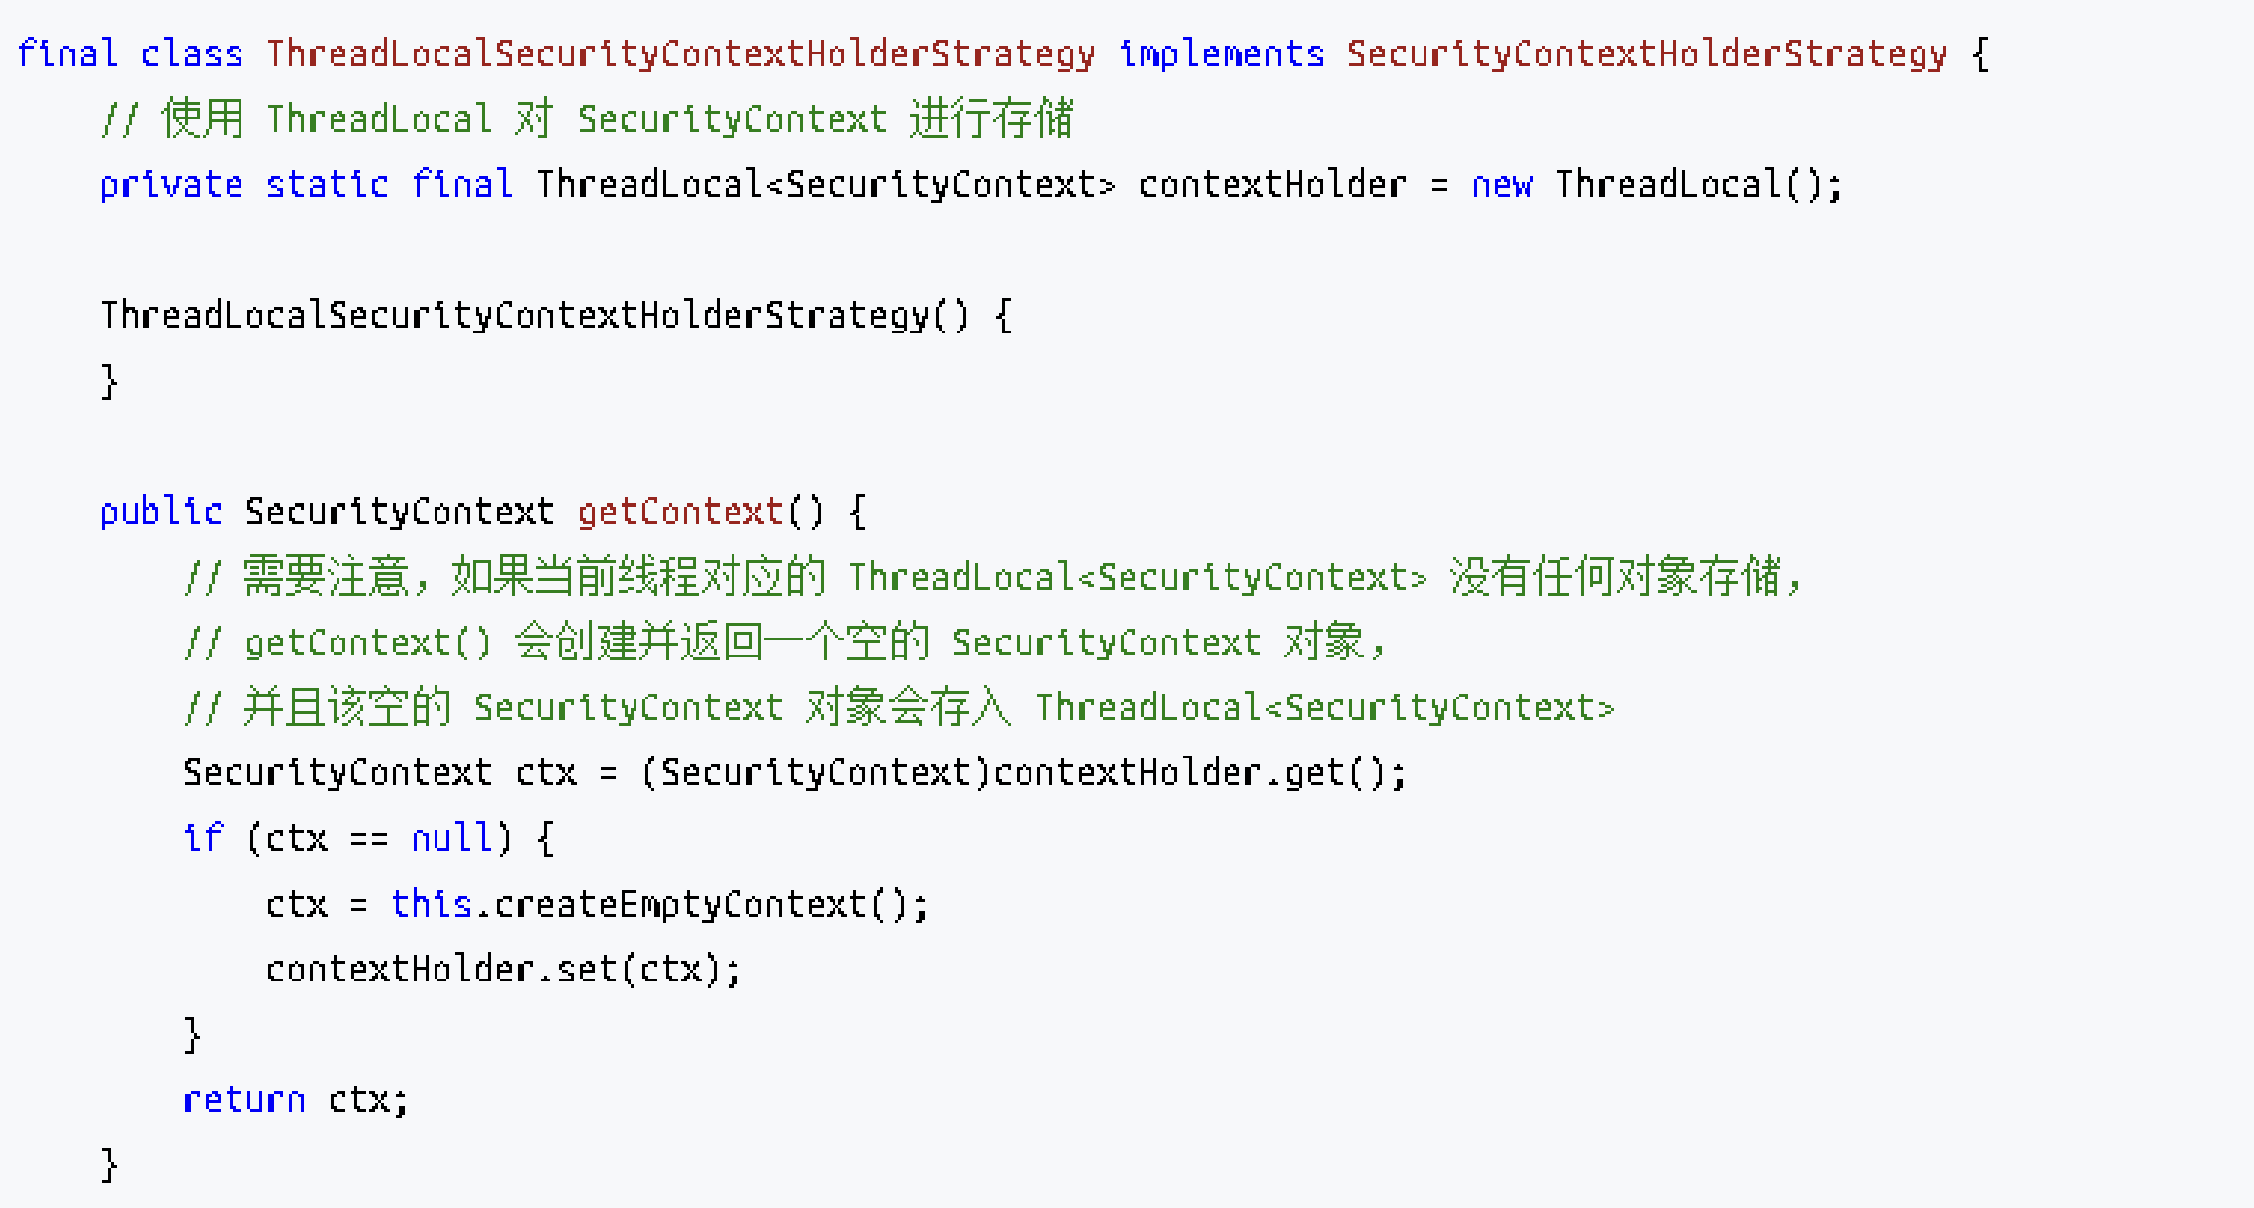 final class ThreadLocalSecurityContextHolderStrategy implements SecurityContextHolderStrategy {
    // 使用 ThreadLocal 对 SecurityContext 进行存储
    private static final ThreadLocal<SecurityContext> contextHolder = new ThreadLocal();
    ThreadLocalSecurityContextHolderStrategy() {
    }
    public SecurityContext getContext() {
        // 需要注意，如果当前线程对应的 ThreadLocal<SecurityContext> 没有任何对象存储，
        // getContext() 会创建并返回一个空的 SecurityContext 对象，
        // 并且该空的 SecurityContext 对象会存入 ThreadLocal<SecurityContext>
        SecurityContext ctx = (SecurityContext)contextHolder.get();
        if (ctx == null) {
            ctx = this.createEmptyContext();
            contextHolder.set(ctx);
        }
        return ctx;
    }